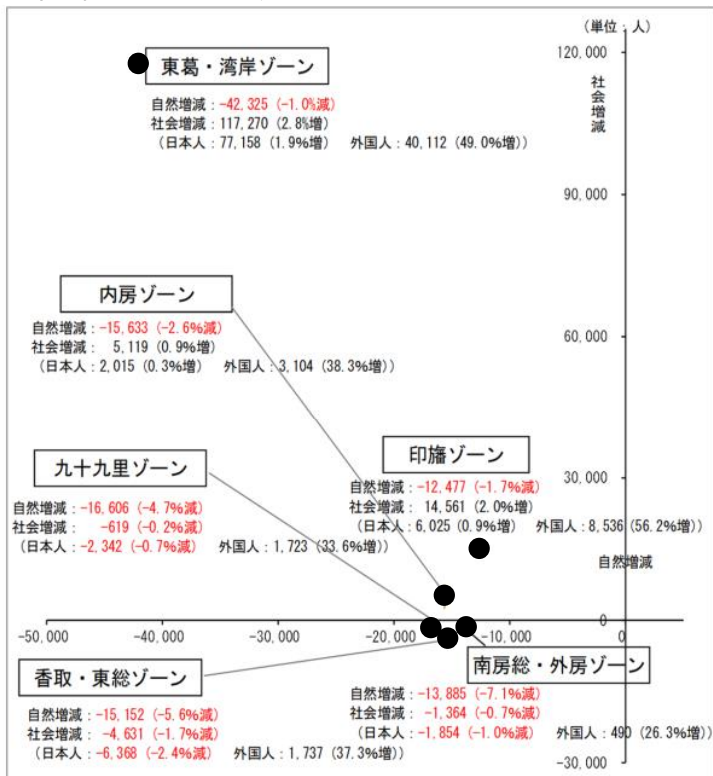 (単位：人)
120,000
社会増減
東葛・湾岸ゾーン
自然増減：-42,325 (-1.0%減)
社会増減：117,270 (2.8%増)
(日本人：77,158 (1.9%増) 外国人：40,112 (49.0%増))
90,000
内房ゾーン
自然増減：-15,633 (-2.6%減)
社会増減： 5,119 (0.9%増)
(日本人：2,015 (0.3%増) 外国人：3,104 (38.3%増))
60,000
九十九里ゾーン
自然増減：-16,606 (-4.7%減)
社会増減： -619 (-0.2%減)
(日本人：-2,342 (-0.7%減) 外国人：1,723 (33.6%増))
印旛ゾーン
30,000
自然増減：-12,477 (-1.7%減)
社会増減： 14,561 (2.0%増)
(日本人：6,025 (0.9%増) 外国人：8,536 (56.2%増))
自然増減
0
-50,000 -40,000 -30,000 -20,000 -10,000 0
香取・東総ゾーン
自然増減：-15,152 (-5.6%減)
社会増減： -4,631 (-1.7%減)
(日本人：-6,368 (-2.4%減) 外国人：1,737 (37.3%増))
南房総・外房ゾーン
自然増減：-13,885 (-7.1%減)
社会増減： -1,364 (-0.7%減)
(日本人：-1,854 (-1.0%減) 外国人：490 (26.3%増))
-30,000